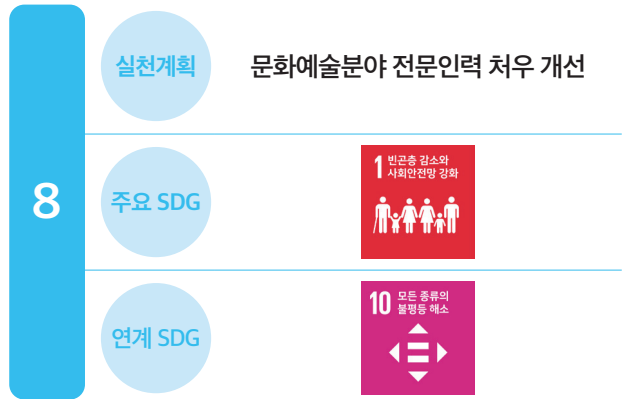 8
실천계획
문화예술분야 전문인력 처우 개선
주요 SDG
1 빈곤층 감소와
사회안전망 강화
연계 SDG
10 모든 종류의
불평등 해소